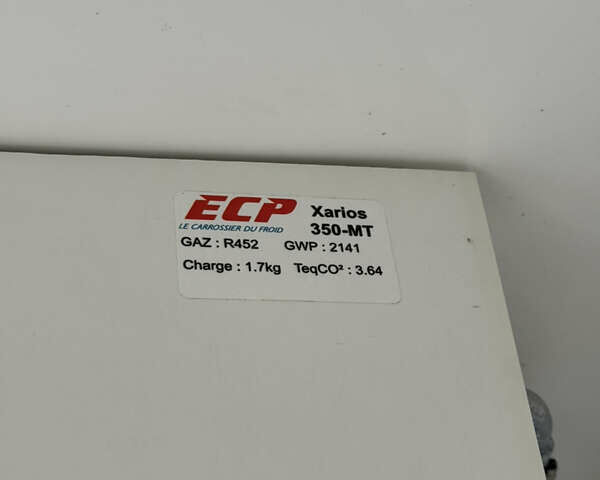 ECP Xarios
LE CARROSSIER DU FROID 350-MT
GAZ : R452 GWP : 2141
Charge : 1.7kg TeqCO² : 3.64